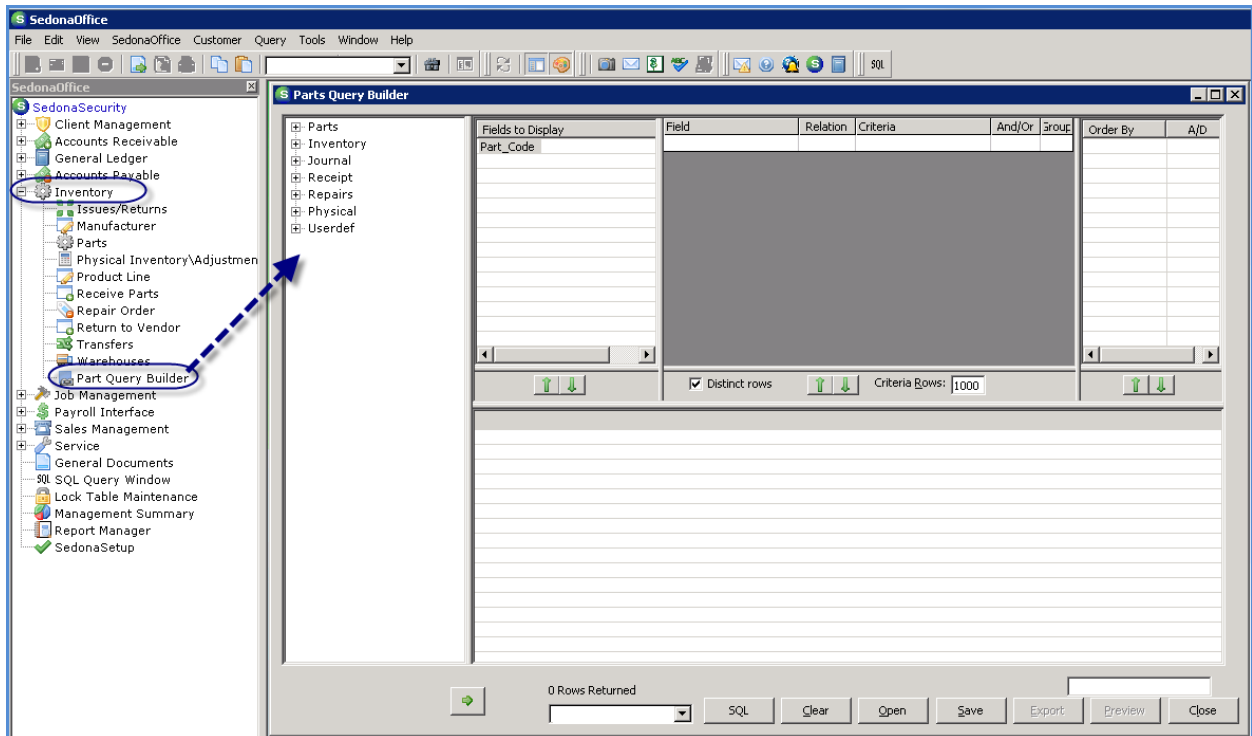 SedonaOffice
File Edit View SedonaOffice Customer Query Tools Window Help
SQL
SedonaOffice
SedonaSecurity
Client Management
Accounts Receivable
General Ledger
Accounts Payable
Inventory
Issues/Returns
Manufacturer
Parts
Physical Inventory\Adjustmen
Product Line
Receive Parts
Repair Order
Return to Vendor
Transfers
Warehouses
Part Query Builder
Job Management
Payroll Interface
Sales Management
Service
General Documents
SQL SQL Query Window
Lock Table Maintenance
Management Summary
Report Manager
SedonaSetup
Parts Query Builder
Parts
Inventory
Journal
Receipt
Repairs
Physical
Userdef
Fields to Display
Part_Code
Field Relation Criteria And/Or Group
Order By A/D
Distinct rows Criteria Rows: 1000
0 Rows Returned
SQL Clear Open Save Export Preview Close